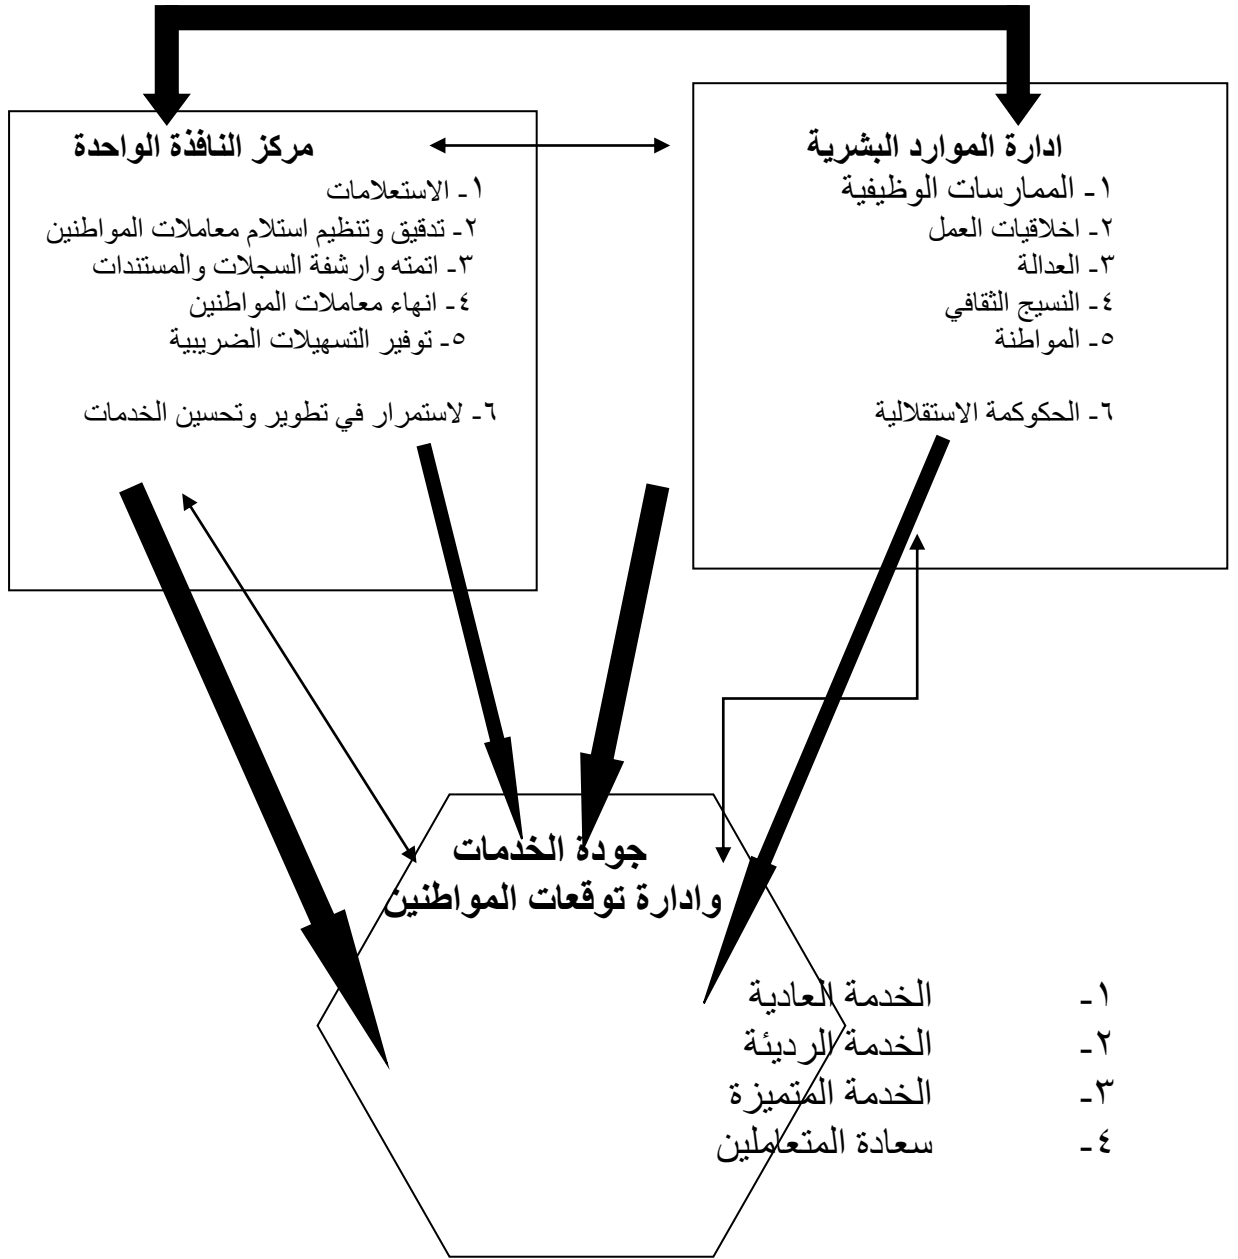 ادارة الموارد البشرية
١- الممارسات الوظيفية
٢- اخلاقيات العمل
٣- العدالة
٤- النسيج الثقافي
٥- المواطنة
٦- الحكوكمة الاستقلالية
مركز النافذة الواحدة
١- الاستعلامات
٢- تدقيق وتنظيم استلام معاملات المواطنين
٣- اتمته وارشفة السجلات والمستندات
٤- انهاء معاملات المواطنين
٥- توفير التسهيلات الضريبية
٦- لاستمرار في تطوير وتحسين الخدمات
جودة الخدمات
وادارة توقعات المواطنين
١- الخدمة العادية
٢- الخدمة الرديئة
٣- الخدمة المتميزة
٤- سعادة المتعاملين